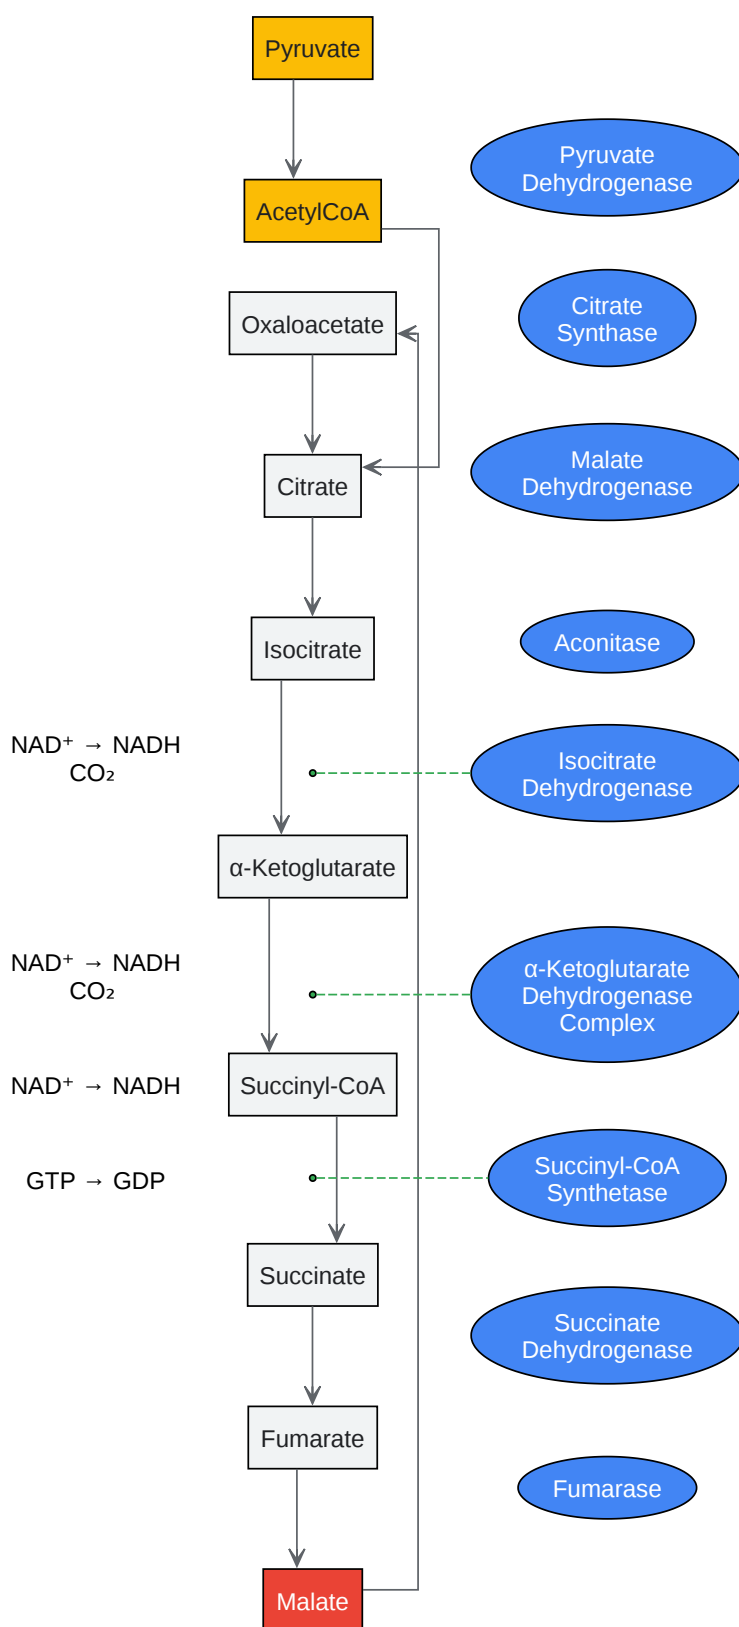 Pyruvate
Pyruvate
Dehydrogenase
AcetylCoA
Oxaloacetate
Citrate
Synthase
Citrate
Malate
Dehydrogenase
Isocitrate
Aconitase
NAD⁺ → NADH
CO₂
Isocitrate
Dehydrogenase
α-Ketoglutarate
NAD⁺ → NADH
CO₂
α-Ketoglutarate
Dehydrogenase
Complex
NAD⁺ → NADH
Succinyl-CoA
GTP → GDP
Succinyl-CoA
Synthetase
Succinate
Succinate
Dehydrogenase
Fumarate
Fumarase
Malate